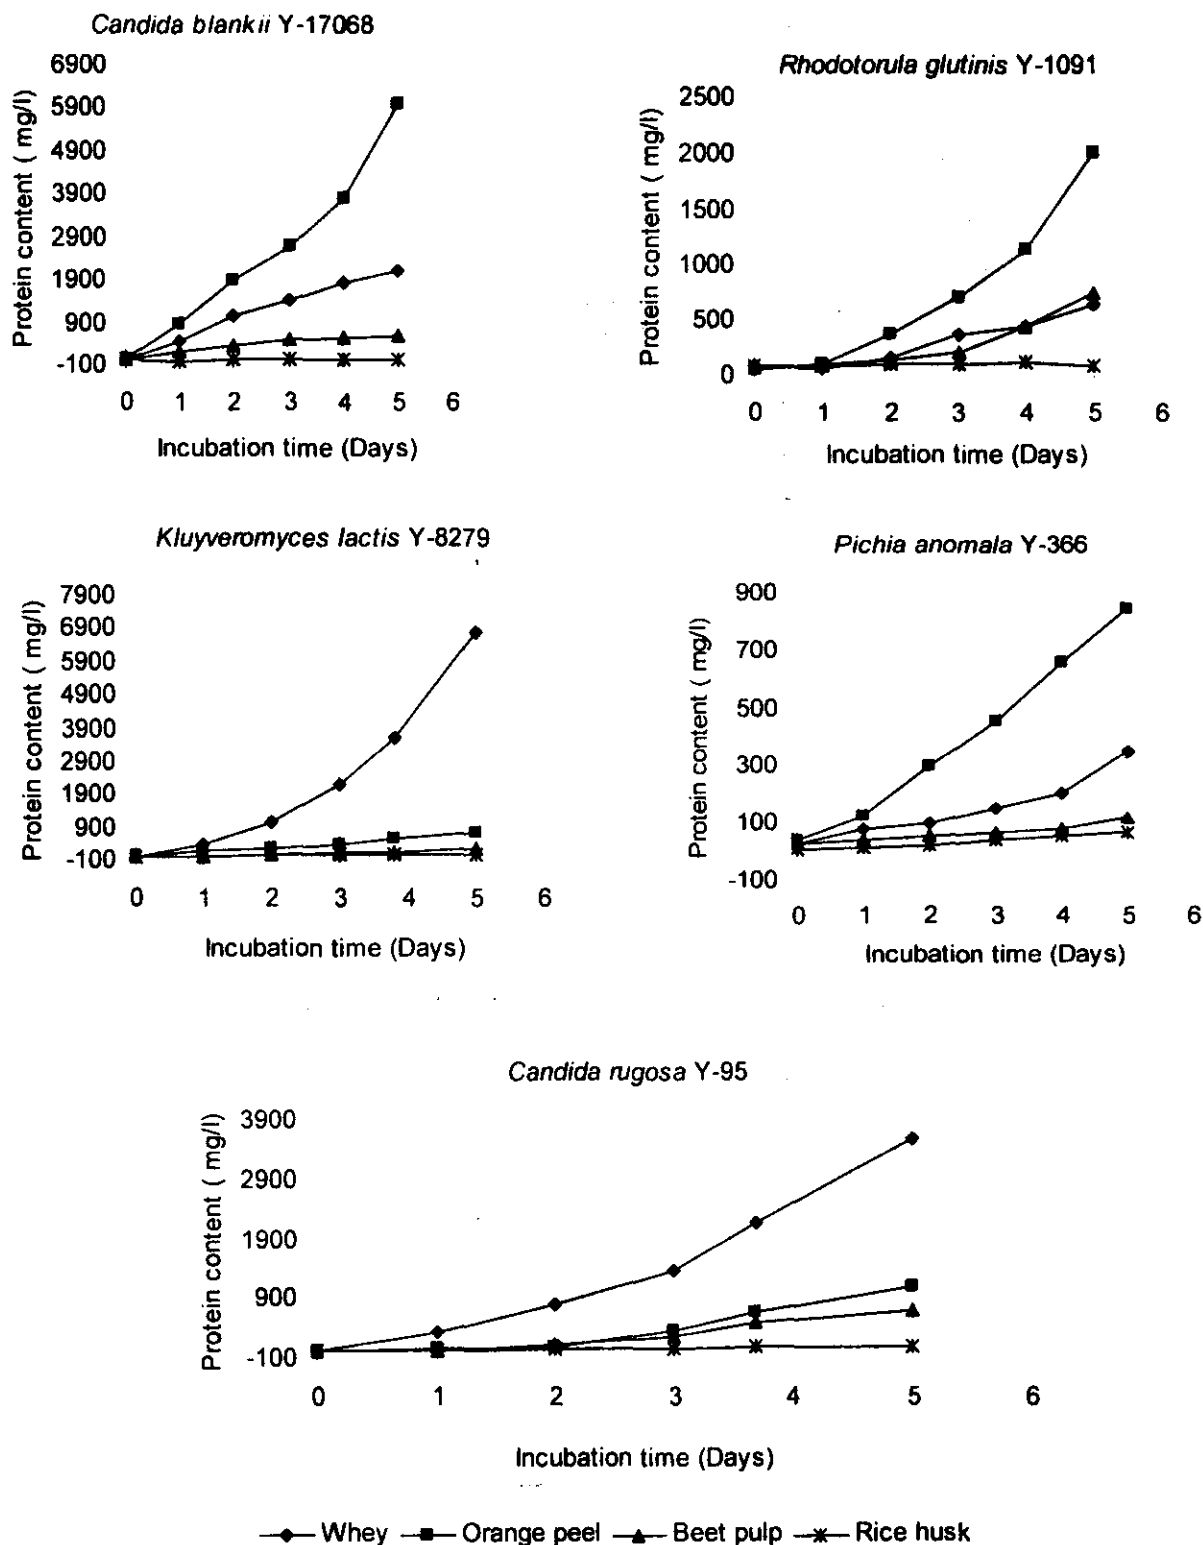 Candida blankii Y-17068
Protein content ( mg/l)
6900
5900
4900
3900
2900
1900
900
-100
0 1 2 3 4 5 6
Incubation time (Days)
Rhodotorula glutinis Y-1091
Protein content ( mg/l)
2500
2000
1500
1000
500
0
0 1 2 3 4 5 6
Incubation time (Days)
Kluyveromyces lactis Y-8279
Protein content ( mg/l)
7900
6900
5900
4900
3900
2900
1900
900
-100
0 1 2 3 4 5 6
Incubation time (Days)
Pichia anomala Y-366
Protein content ( mg/l)
900
700
500
300
100
-100
0 1 2 3 4 5 6
Incubation time (Days)
Candida rugosa Y-95
Protein content ( mg/l)
3900
2900
1900
900
-100
0 1 2 3 4 5 6
Incubation time (Days)
Whey Orange peel Beet pulp Rice husk